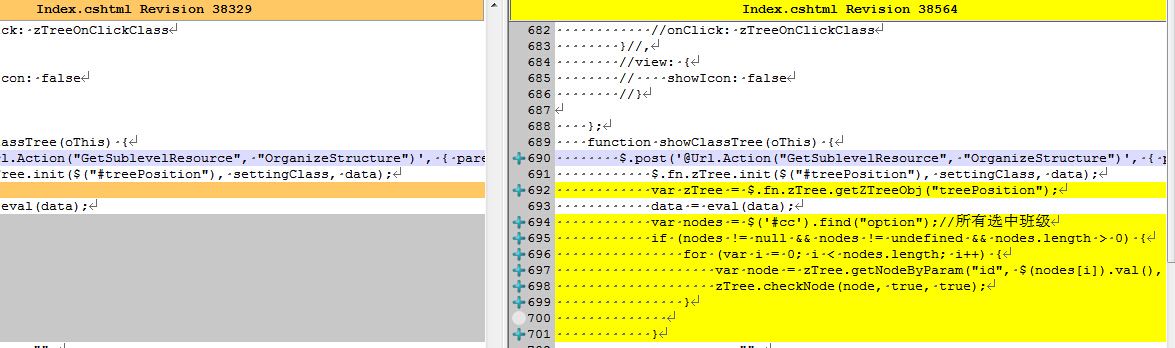 Index.cshtml Revision 38329
Index.cshtml Revision 38564
ck: zTreeOnClickClass
con: false
assTree(oThis) {
l.Action("GetSublevelResource", "OrganizeStructure")', { pare
Tree.init($("#treePosition"), settingClass, data);
eval(data);
682 //onClick: zTreeOnClickClass
683 }//,
684 //view: {
685 // showIcon: false
686 //}
687
688 };
689 function showClassTree(oThis) {
690 $.post('@Url.Action("GetSublevelResource", "OrganizeStructure")', {
691 $.fn.zTree.init($("#treePosition"), settingClass, data);
692 var zTree = $.fn.zTree.getZTreeObj("treePosition");
693 data = eval(data);
694 var nodes = $('#cc').find("option");//所有选中班级
695 if (nodes != null && nodes != undefined && nodes.length > 0) {
696 for (var i = 0; i < nodes.length; i++) {
697 var node = zTree.getNodeByParam("id", $(nodes[i]).val(),
698 zTree.checkNode(node, true, true);
699 }
700
701 }